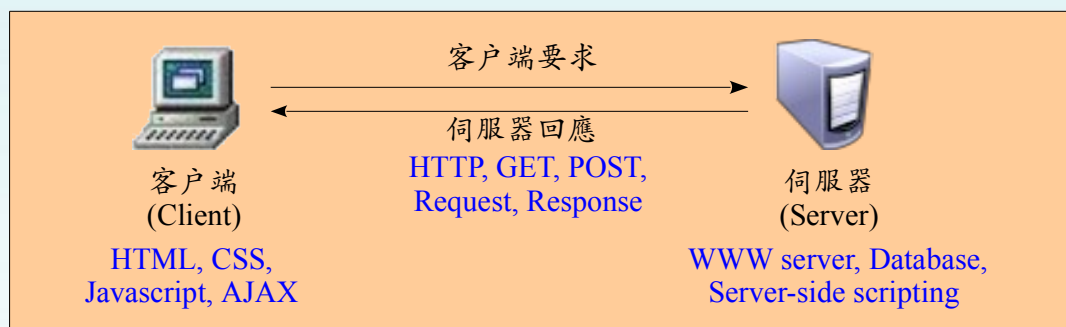 客户端要求
伺服器回應
HTTP, GET, POST,
Request, Response
客户端
(Client)
HTML, CSS,
Javascript, AJAX
伺服器
(Server)
WWW server, Database,
Server-side scripting